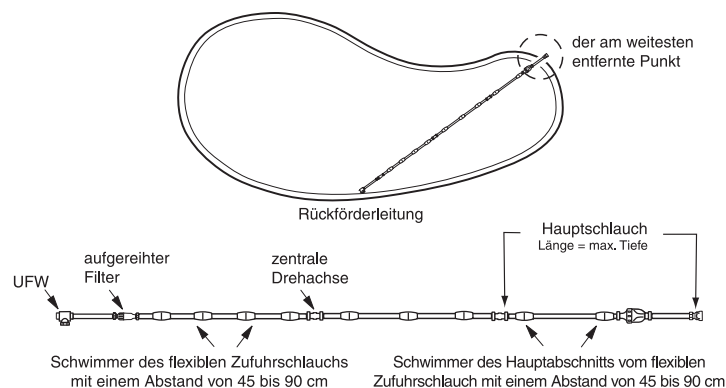 der am weitesten
entfernte Punkt
Rückförderleitung
Hauptschlauch
Länge = max. Tiefe
aufgereihter
Filter
zentrale
Drehachse
UFW
Schwimmer des flexiblen Zufuhrschlauchs
mit einem Abstand von 45 bis 90 cm
Schwimmer des Hauptabschnitts vom flexiblen
Zufuhrschlauch mit einem Abstand von 45 bis 90 cm